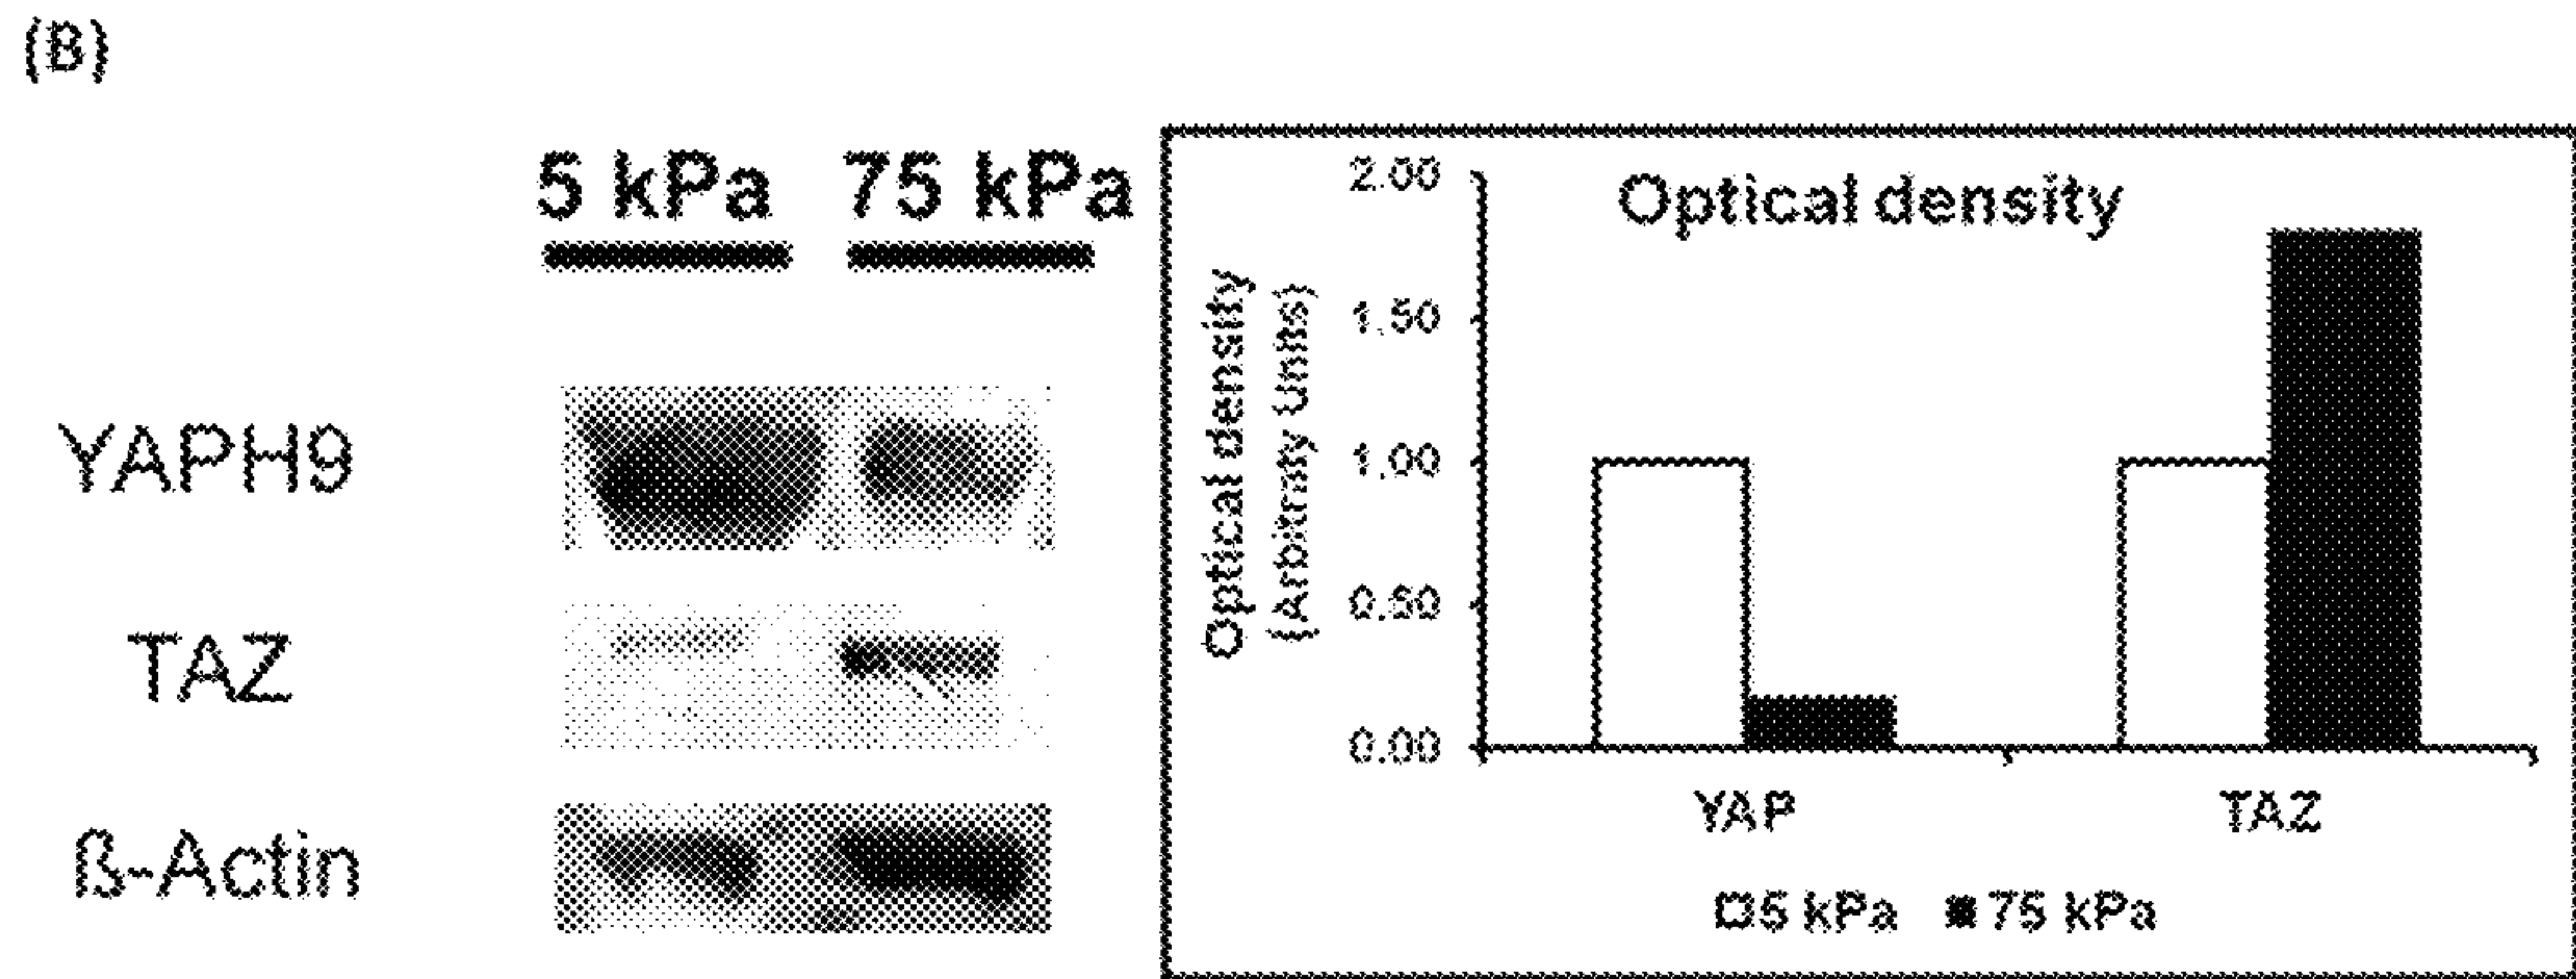 (B)
5 kPa 75 kPa
YAPH9
TAZ
ß-Actin
Optical density
Optical density
(Arbitrary Units)
2.00
1.50
1.00
0.50
0.00
YAP TAZ
5 kPa 75 kPa